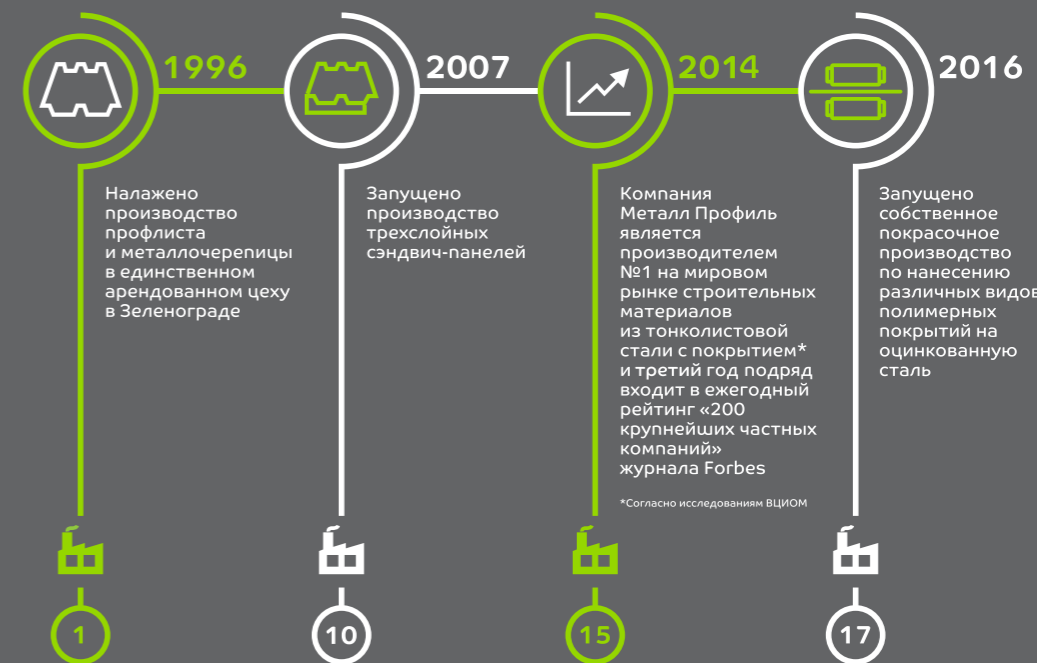 1996
Налажено
производство
профлиста
и металлочерепицы
в единственном
арендованном цеху
в Зеленограде
1
2007
Запущено
производство
трехслойных
сэндвич-панелей
10
2014
Компания
Металл Профиль
является
производителем
№1 на мировом
рынке строительных
материалов
из тонколистовой
стали с покрытием*
и третий год подряд
входит в ежегодный
рейтинг «200
крупнейших частных
компаний»
журнала Forbes
*Согласно исследованиям ВЦИОМ
15
2016
Запущено
собственное
покрасочное
производство
по нанесению
различных видов
полимерных
покрытий на
оцинкованную
сталь
17